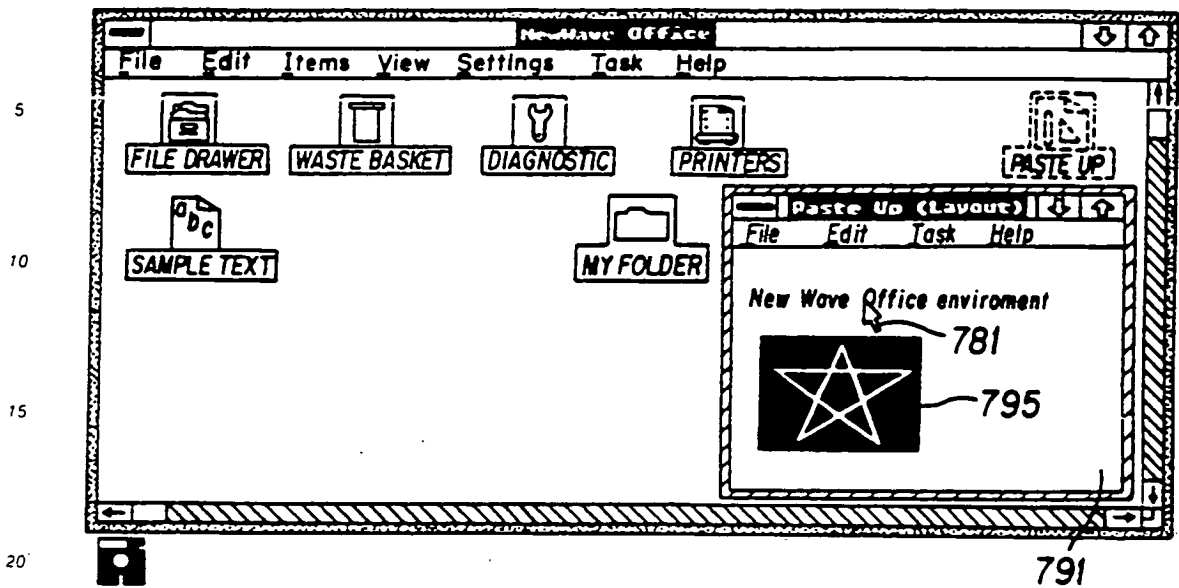 NewWave Office
File Edit Items View Settings Task Help
5
FILE DRAWER WASTE BASKET DIAGNOSTIC PRINTERS PASTE UP
Paste Up (Layout)
File Edit Task Help
abc
10
SAMPLE TEXT MY FOLDER
New Wave Office enviroment
781
15
795
20
791